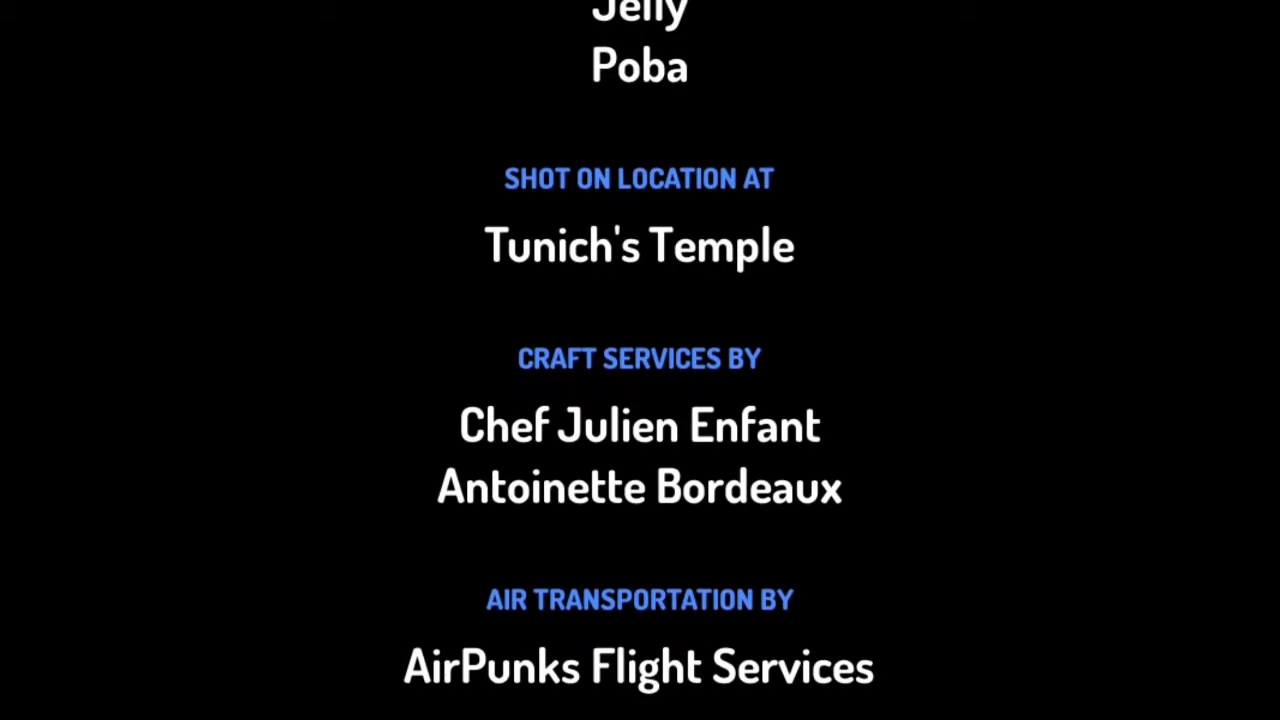 Jelly
Poba
SHOT ON LOCATION AT
Tunich's Temple
CRAFT SERVICES BY
Chef Julien Enfant
Antoinette Bordeaux
AIR TRANSPORTATION BY
AirPunks Flight Services